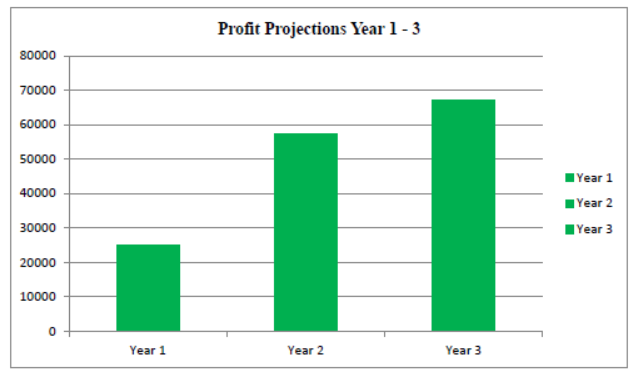 Profit Projections Year 1 - 3
80000
70000
60000
50000
40000
30000
20000
10000
0
Year 1
Year 2
Year 3
Year 1 Year 2 Year 3